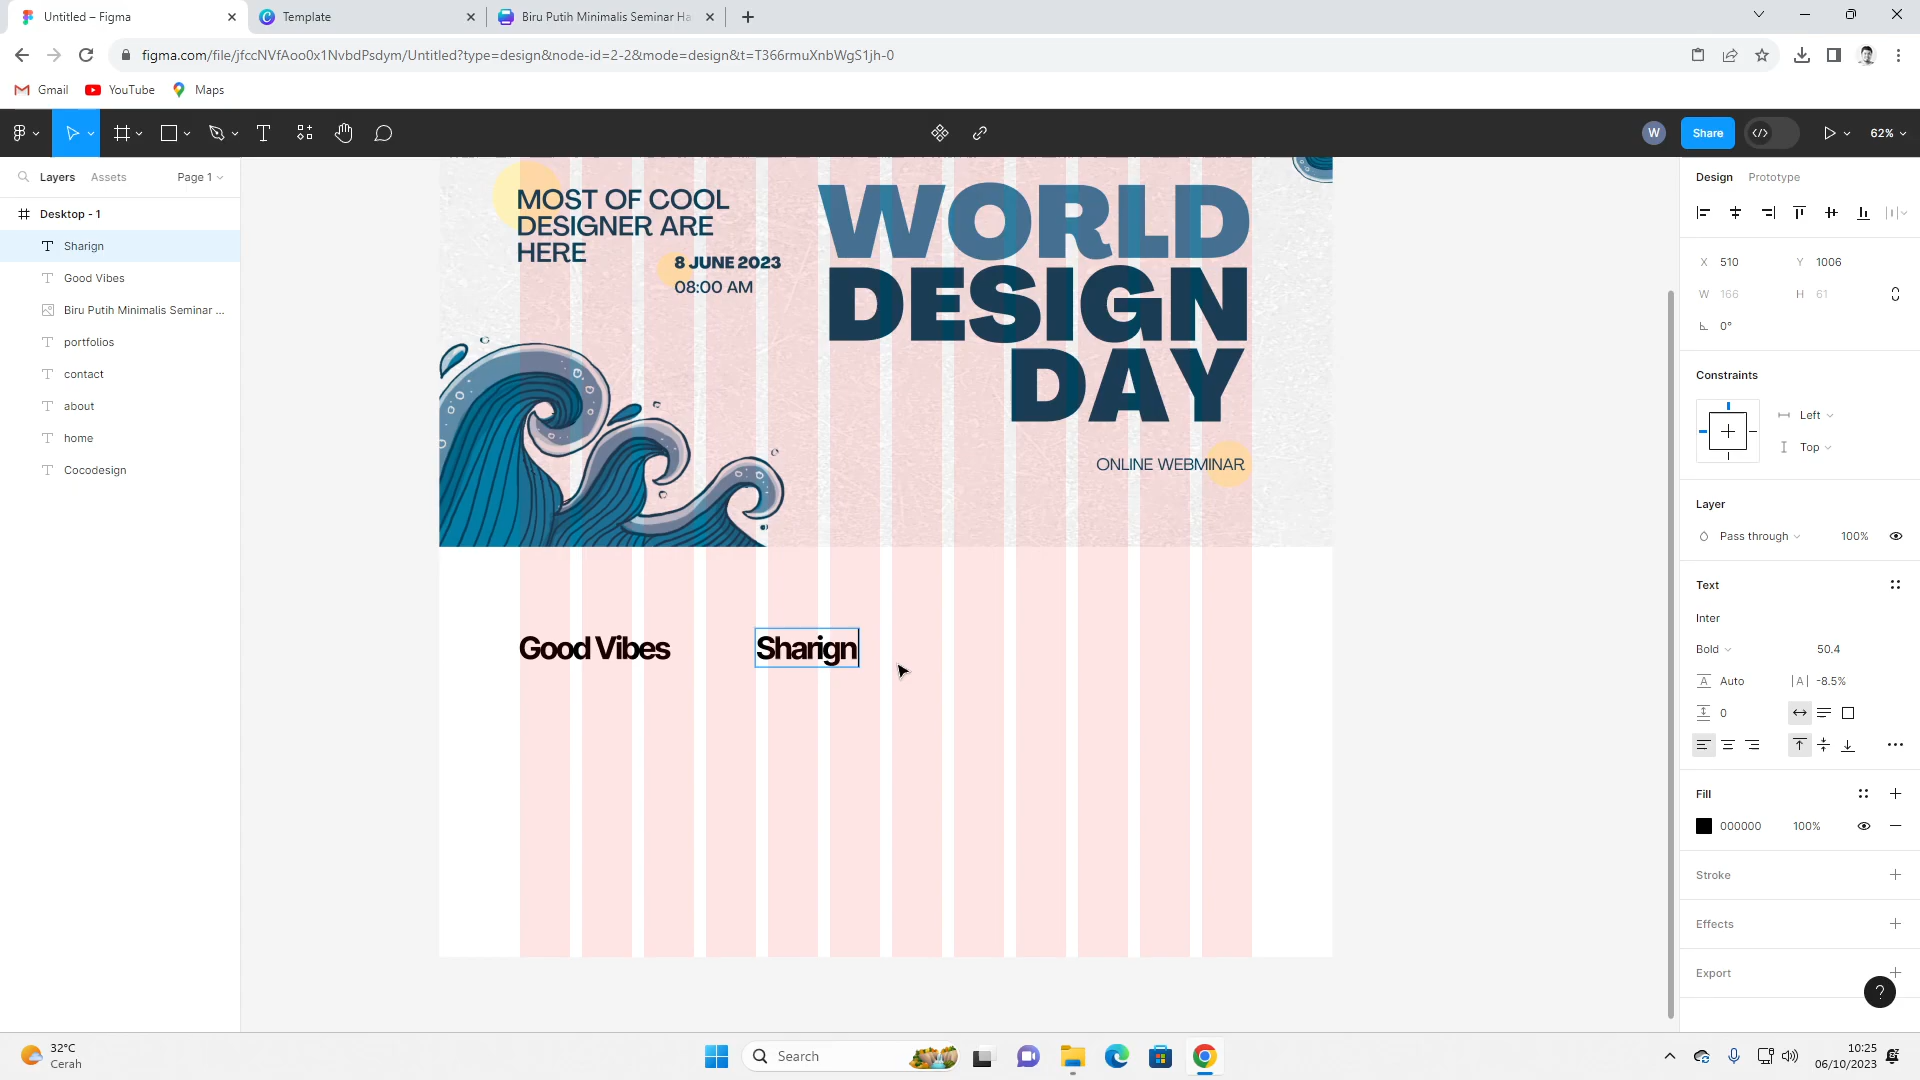 Untitled – Figma
Template
Biru Putih Minimalis Seminar Ha
figma.com/file/jfccNVfAoo0x1NvbdPsdym/Untitled?type=design&node-id=2-2&mode=design&t=T366rmuXnbWgS1jh-0
Gmail
YouTube
Maps
W
Share
62%
Layers
Assets
Page 1
Desktop - 1
Sharign
Good Vibes
Biru Putih Minimalis Seminar ...
portfolios
contact
about
home
Cocodesign
MOST OF COOL
DESIGNER ARE
HERE
8 JUNE 2023
08:00 AM
WORLD
DESIGN
DAY
ONLINE WEBMINAR
Good Vibes
Sharign
Design
Prototype
X 510
Y 1006
W 166
H 61
0°
Constraints
Left
Top
Layer
Pass through
100%
Text
Inter
Bold
50.4
Auto
-8.5%
0
Fill
000000
100%
Stroke
Effects
Export
?
32°C
Cerah
Search
10:25
06/10/2023